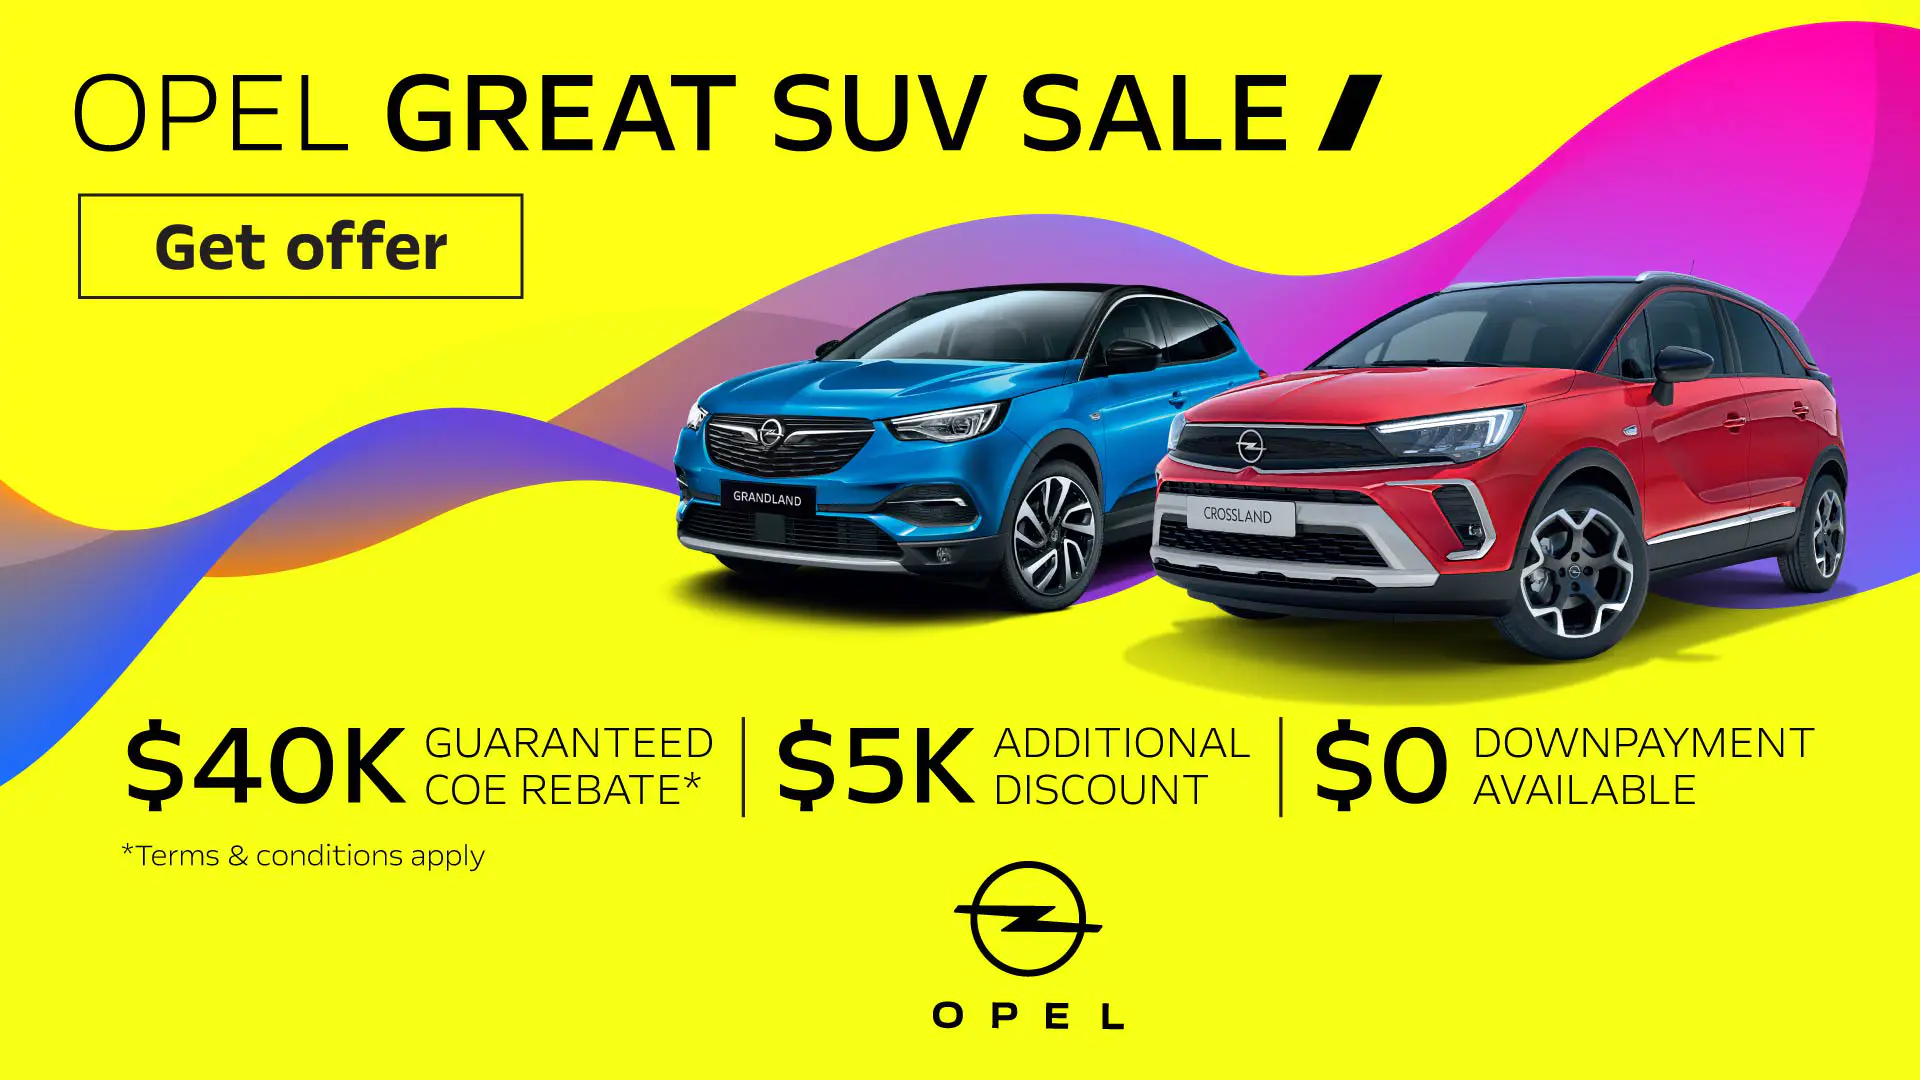 OPEL GREAT SUV SALE
Get offer
GRANDLAND
CROSSLAND
$40K GUARANTEED
COE REBATE*
$5K ADDITIONAL
DISCOUNT
$0 DOWNPAYMENT
AVAILABLE
*Terms & conditions apply
OPEL